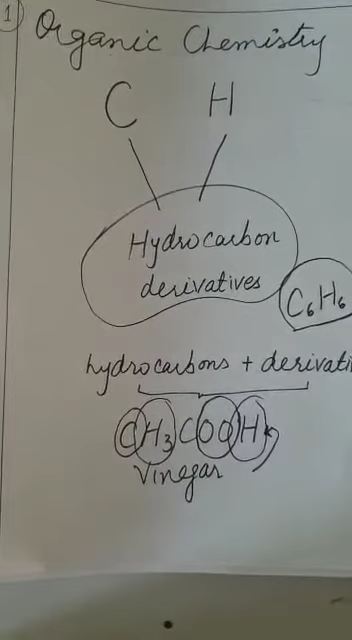 1
Organic Chemistry
C H
Hydrocarbon
derivatives
C₆H₆
hydrocarbons + derivati
CH₃COOH
Vinegar